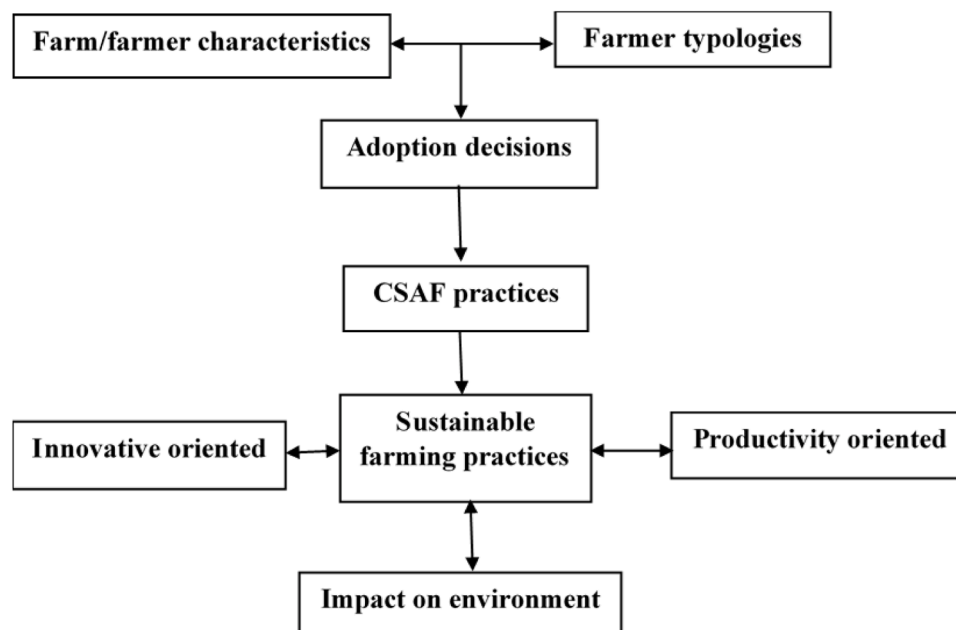 Farm/farmer characteristics
Farmer typologies
Adoption decisions
CSAF practices
Sustainable
farming practices
Innovative oriented
Productivity oriented
Impact on environment